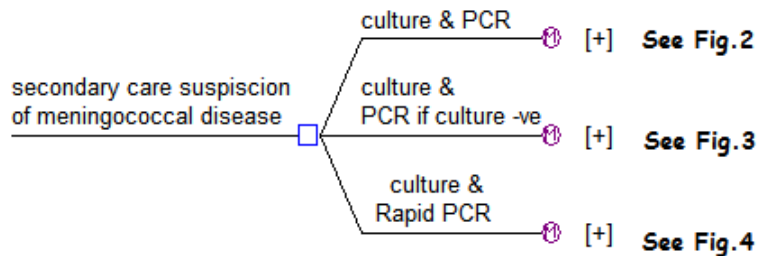 culture & PCR
M [+] See Fig.2
secondary care suspiscion
of meningococcal disease
culture &
PCR if culture -ve
M [+] See Fig.3
culture &
Rapid PCR
M [+] See Fig.4